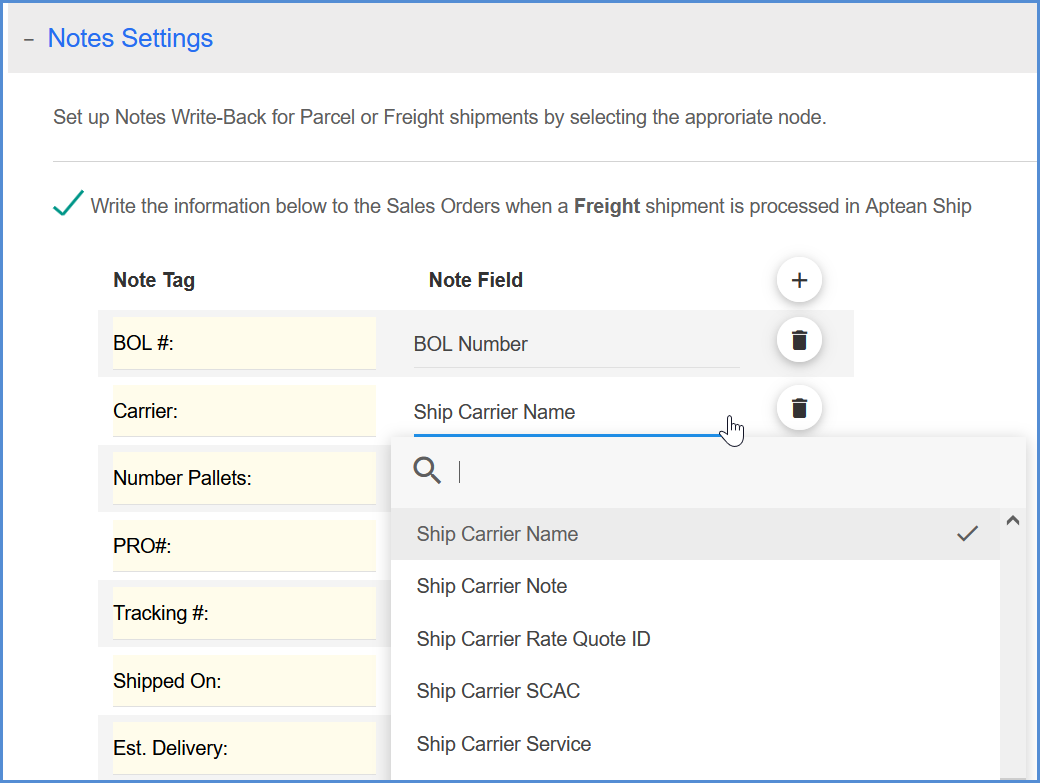 Notes Settings
Set up Notes Write-Back for Parcel or Freight shipments by selecting the approriate node.
Write the information below to the Sales Orders when a Freight shipment is processed in Aptean Ship
Note Tag Note Field
BOL #: BOL Number
Carrier: Ship Carrier Name
Number Pallets:
Ship Carrier Name
PRO#:
Ship Carrier Note
Tracking #:
Ship Carrier Rate Quote ID
Shipped On:
Ship Carrier SCAC
Est. Delivery:
Ship Carrier Service